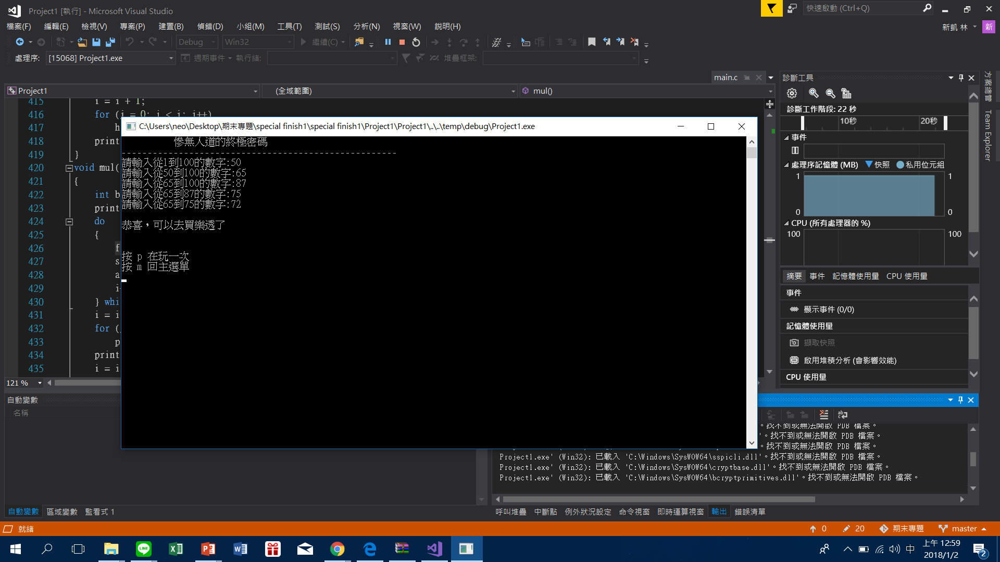 Project1 [執行] - Microsoft Visual Studio
快速啟動 (Ctrl+Q)
檔案(F) 編輯(E) 檢視(V) 專案(P) 建置(B) 偵錯(D) 小組(M) 工具(T) 測試(S) 分析(N) 視窗(W) 說明(H)
新凱 林 新
Debug Win32 繼續(C)
處理序: [15068] Project1.exe 週期事件 執行緒: 堆疊框架:
main.c
Project1 (全域範圍) mul()
415 i = i + 1;
416 for (j = 0; j < i; j++)
417 h
418 print
419 }
420 void mul(
421 {
422 int b
423 print
424 do
425 {
426 f
427 s
428 a
429 i
430 } whi
431 i = i
432 for (
433 p
434 print
435 i = i
121 %
C:\Users\neo\Desktop\期末專題\special finish1\special finish1\Project1\Project1\..\..\temp\debug\Project1.exe
慘無人道的終極密碼
請輸入從1到100的數字:50
請輸入從50到100的數字:65
請輸入從65到100的數字:87
請輸入從65到87的數字:75
請輸入從65到75的數字:72
恭喜，可以去買樂透了
按 p 在玩一次
按 m 回主選單
診斷工具
診斷工作階段: 22 秒
10秒 20秒
事件
處理序記憶體 (MB) 快照 私用位元組
1 1
0 0
CPU (所有處理器的 %)
100 100
摘要 事件 記憶體使用量 CPU 使用量
事件
顯示事件 (0/0)
記憶體使用量
擷取快照
啟用堆積分析 (會影響效能)
CPU 使用量
方案總管
Team Explorer
自動變數
名稱
。找不到或無法開啟 PDB 檔案。
'。找不到或無法開啟 PDB 檔案。
。找不到或無法開啟 PDB 檔案。
Project1.exe' (Win32): 已載入 'C:\Windows\SysWOW64\sspicli.dll'。找不到或無法開啟 PDB 檔案。
Project1.exe' (Win32): 已載入 'C:\Windows\SysWOW64\cryptbase.dll'。找不到或無法開啟 PDB 檔案。
Project1.exe' (Win32): 已載入 'C:\Windows\SysWOW64\bcryptprimitives.dll'。找不到或無法開啟 PDB 檔案。
自動變數 區域變數 監看式 1
呼叫堆疊 中斷點 例外狀況設定 命令視窗 即時運算視窗 輸出 錯誤清單
就緒
0 20 期末專題 master
中
上午 12:59
2018/1/2
2